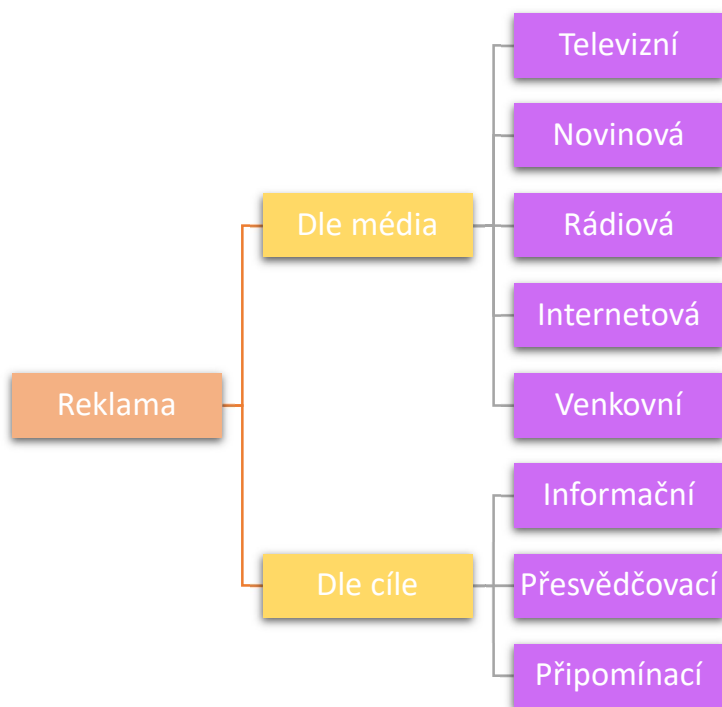 Reklama
Dle média
Televizní
Novinová
Rádiová
Internetová
Venkovní
Dle cíle
Informační
Přesvědčovací
Připomínací